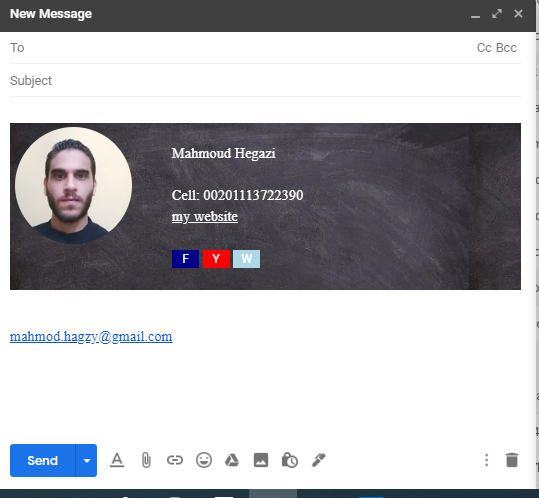 New Message
To Cc Bcc
Subject
Mahmoud Hegazi
Cell: 00201113722390
my website
F Y W
mahmod.hagzy@gmail.com
Send